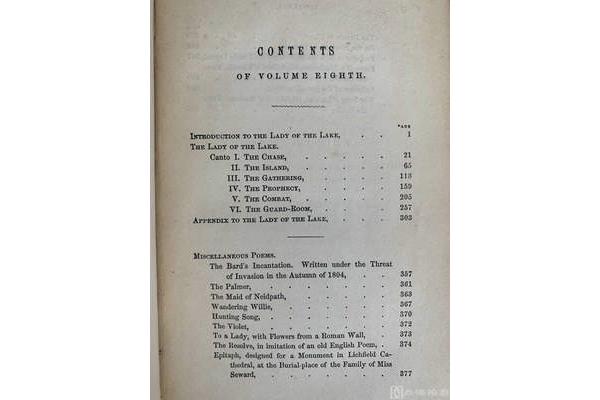 CONTENTS
OF VOLUME EIGHTH.
PAGE
INTRODUCTION TO THE LADY OF THE LAKE, . . 1
THE LADY OF THE LAKE.
Canto I. THE CHASE, . . . . . 21
II. THE ISLAND, . . . . . 65
III. THE GATHERING, . . . . 113
IV. THE PROPHECY, . . . . 159
V. THE COMBAT, . . . . . 205
VI. THE GUARD-ROOM, . . . . 257
APPENDIX TO THE LADY OF THE LAKE, . . . 303
MISCELLANEOUS POEMS.
The Bard's Incantation. Written under the Threat
of Invasion in the Autumn of 1804, . . 357
The Palmer, . . . . . . 361
The Maid of Neidpath, . . . . . 363
Wandering Willie, . . . . . 367
Hunting Song, . . . . . . 370
The Violet, . . . . . . 372
To a Lady, with Flowers from a Roman Wall, . 373
The Resolve, in imitation of an old English Poem, . 374
Epitaph, designed for a Monument in Lichfield Ca-
thedral, at the Burial-place of the Family of Miss
Seward, . . . . . . 377